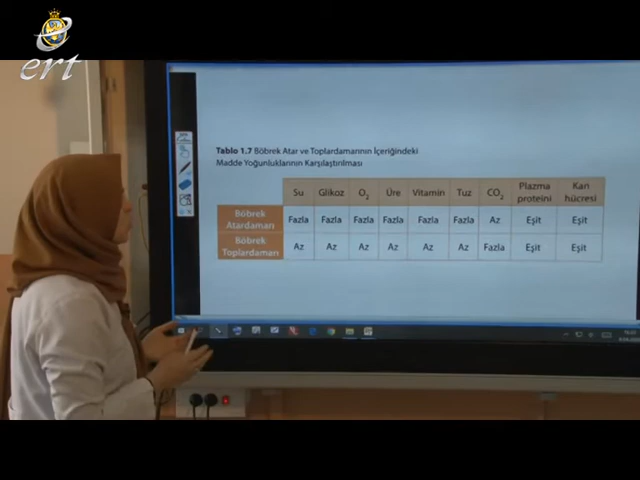 ert
Tablo 1.7 Böbrek Atar ve Toplardamarının İçeriğindeki
Madde Yoğunluklarının Karşılaştırılması
Su Glikoz O2 Üre Vitamin Tuz CO2 Plazma proteini Kan hücresi
Böbrek Atardamarı Fazla Fazla Fazla Fazla Fazla Fazla Az Eşit Eşit
Böbrek Toplardamarı Az Az Az Az Az Az Fazla Eşit Eşit